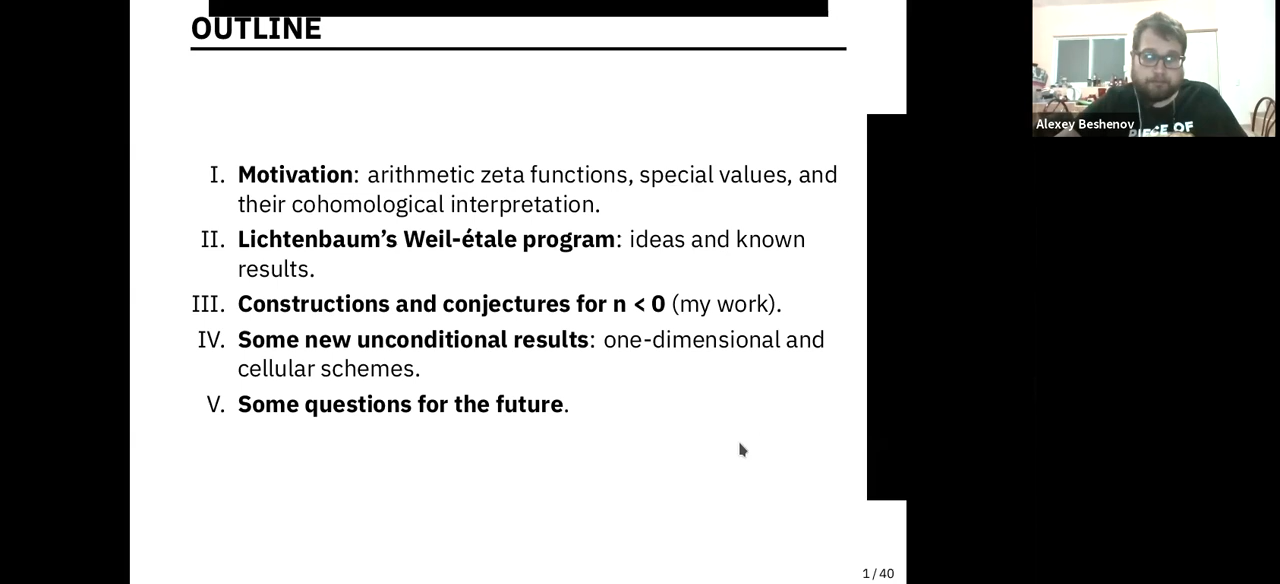 OUTLINE
I. Motivation: arithmetic zeta functions, special values, and
their cohomological interpretation.
II. Lichtenbaum’s Weil-étale program: ideas and known
results.
III. Constructions and conjectures for n < 0 (my work).
IV. Some new unconditional results: one-dimensional and
cellular schemes.
V. Some questions for the future.
1 / 40
Alexey Beshenov
PIECE OF